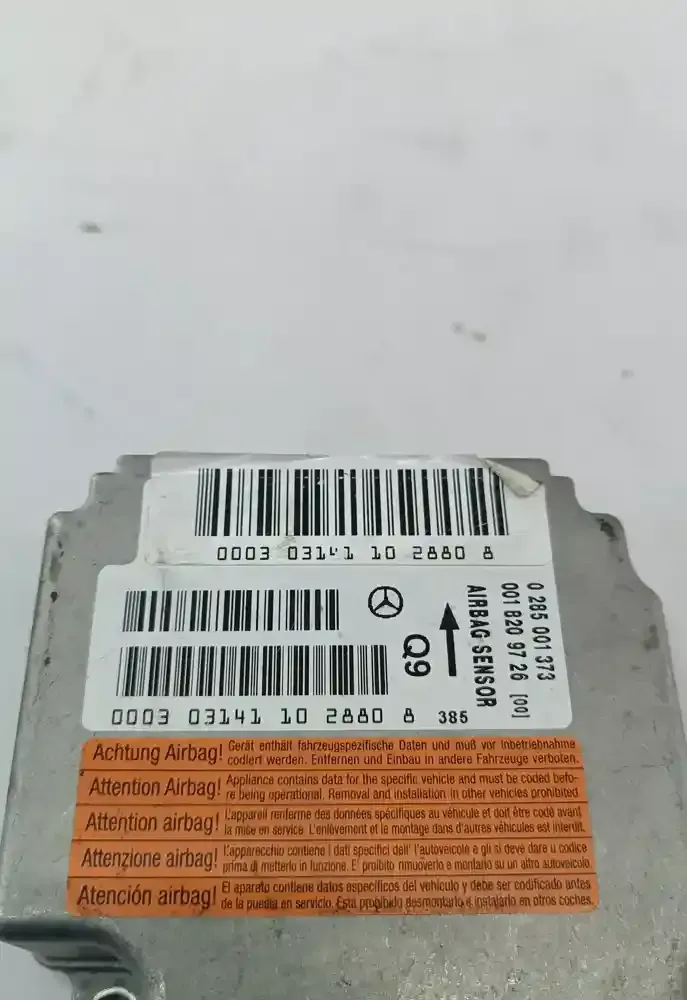 0003 03141 10 2880 8
0 285 001 373
001 820 97 26 [00]
AIRBAG SENSOR
Q9
0003 03141 10 2880 8 385
Achtung Airbag! Gerät enthält fahrzeugspezifische Daten und muß vor Inbetriebnahme
codiert werden. Entfernen und Einbau in andere Fahrzeuge verboten.
Attention Airbag! Appliance contains data for the specific vehicle and must be coded befo-
re being operational. Removal and installation in other vehicles prohibited.
Attention airbag! L'appareil renferme des données spécifiques au véhicule et doit être codé avant
la mise en service. L'enlèvement et le montage dans d'autres véhicules est interdit.
Attenzione airbag! L'apparecchio contiene i dati specifici dell' l'autoveicolo e gli si deve dare u codice
prima di metterlo in funzione. E' proibito rimuoverlo e montarlo su un altro autoveicolo.
Atención airbag! El aparato contiene datos específicos del vehículo y debe ser codificado antes
de la puesta en servicio. Está prohibido desmontarlo e instalarlo en otros coches.